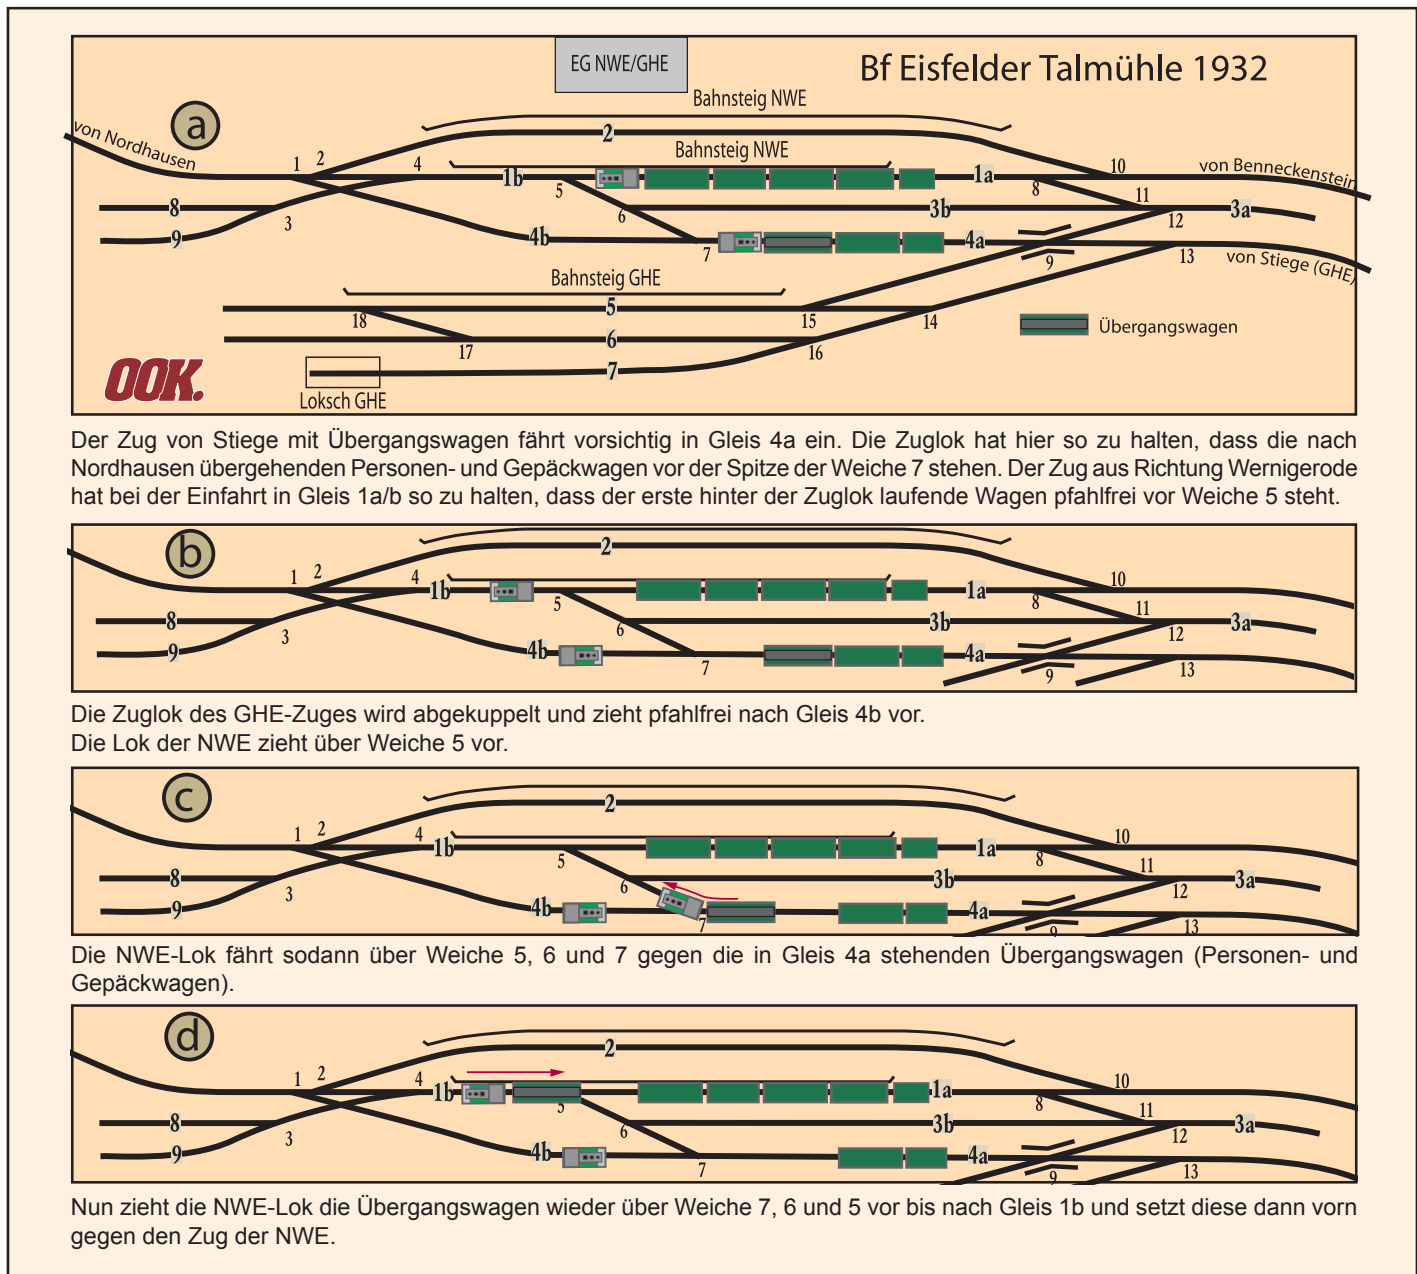 EG NWE/GHE
Bf Eisfelder Talmühle 1932
Bahnsteig NWE
a
von Nordhausen
2
Bahnsteig NWE
1 2 4 1b 5 1a 8 10 von Benneckenstein
8 3 6 3b 11 3a
9 4b 7 4a 9 12 13 von Stiege (GHE)
Bahnsteig GHE
5
18 15 14
Übergangswagen
6
17 16
7
OOK.
Loksch GHE
Der Zug von Stiege mit Übergangswagen fährt vorsichtig in Gleis 4a ein. Die Zuglok hat hier so zu halten, dass die nach
Nordhausen übergehenden Personen- und Gepäckwagen vor der Spitze der Weiche 7 stehen. Der Zug aus Richtung Wernigerode
hat bei der Einfahrt in Gleis 1a/b so zu halten, dass der erste hinter der Zuglok laufende Wagen pfahlfrei vor Weiche 5 steht.
b
2
1 2 4 1b 5 1a 8 10
8 3 6 3b 11 3a
9 4b 7 4a 9 12 13
Die Zuglok des GHE-Zuges wird abgekuppelt und zieht pfahlfrei nach Gleis 4b vor.
Die Lok der NWE zieht über Weiche 5 vor.
c
2
1 2 4 1b 5 1a 8 10
8 3 6 3b 11 3a
9 4b 7 4a 9 12 13
Die NWE-Lok fährt sodann über Weiche 5, 6 und 7 gegen die in Gleis 4a stehenden Übergangswagen (Personen- und
Gepäckwagen).
d
2
1 2 4 1b 5 1a 8 10
8 3 6 3b 11 3a
9 4b 7 4a 9 12 13
Nun zieht die NWE-Lok die Übergangswagen wieder über Weiche 7, 6 und 5 vor bis nach Gleis 1b und setzt diese dann vorn
gegen den Zug der NWE.